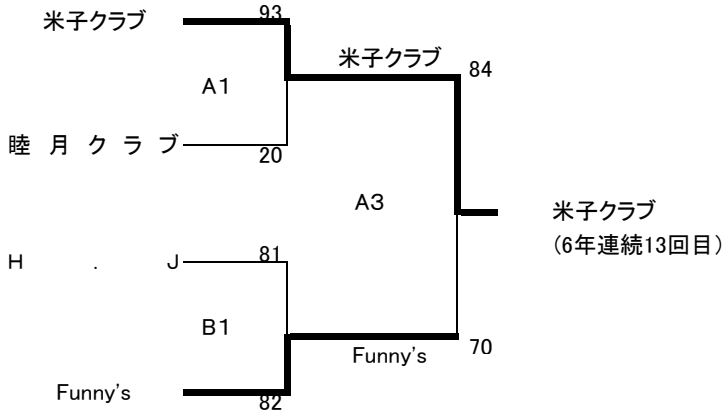 米子クラブ
93
A1
睦月クラブ
20
米子クラブ
84
A3
H . J
81
B1
Funny's
82
Funny's
70
米子クラブ
(6年連続13回目)